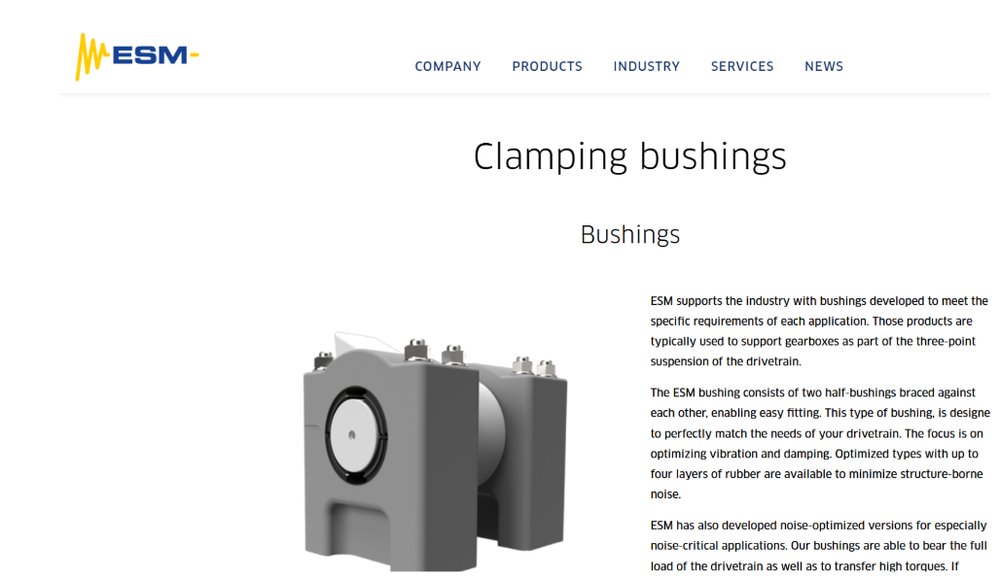 ESM
COMPANY PRODUCTS INDUSTRY SERVICES NEWS
Clamping bushings
Bushings
ESM supports the industry with bushings developed to meet the
specific requirements of each application. Those products are
typically used to support gearboxes as part of the three-point
suspension of the drivetrain.
The ESM bushing consists of two half-bushings braced against
each other, enabling easy fitting. This type of bushing, is designe
to perfectly match the needs of your drivetrain. The focus is on
optimizing vibration and damping. Optimized types with up to
four layers of rubber are available to minimize structure-borne
noise.
ESM has also developed noise-optimized versions for especially
noise-critical applications. Our bushings are able to bear the full
load of the drivetrain as well as to transfer high torques. If